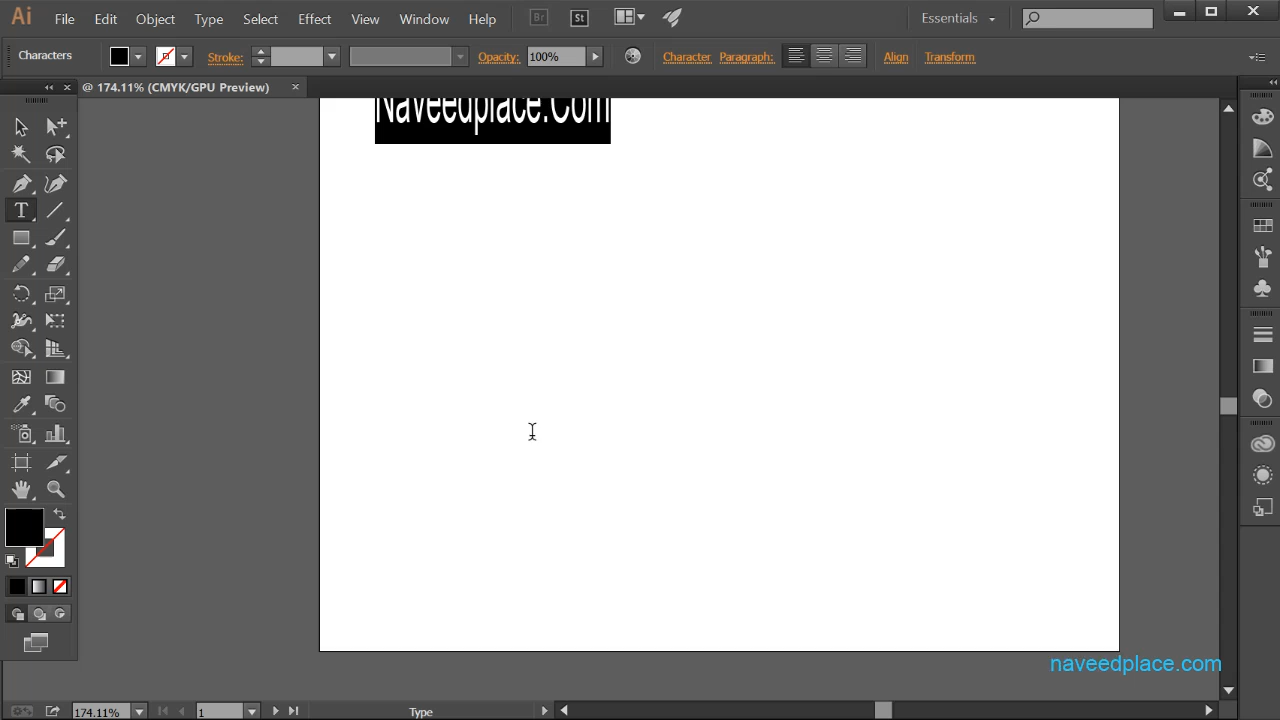 Ai File Edit Object Type Select Effect View Window Help Br St Essentials
Characters Stroke: Opacity: 100% Character Paragraph: Align Transform
@ 174.11% (CMYK/GPU Preview) ×
Naveedplace.Com
T
naveedplace.com
174.11% 1 Type